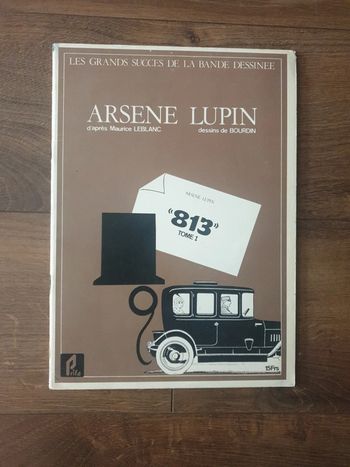 LES GRANDS SUCCES DE LA BANDE DESSINEE
ARSENE LUPIN
d'après Maurice LEBLANC dessins de BOURDIN
ARSENE LUPIN
"813"
TOME 1
15Frs